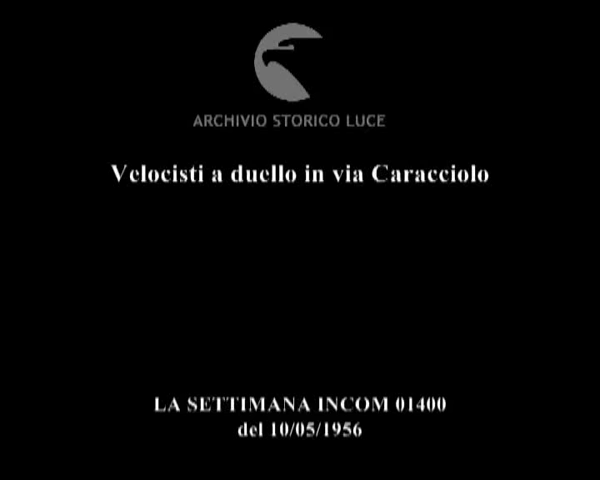 ARCHIVIO STORICO LUCE
Velocisti a duello in via Caracciolo
LA SETTIMANA INCOM 01400
del 10/05/1956